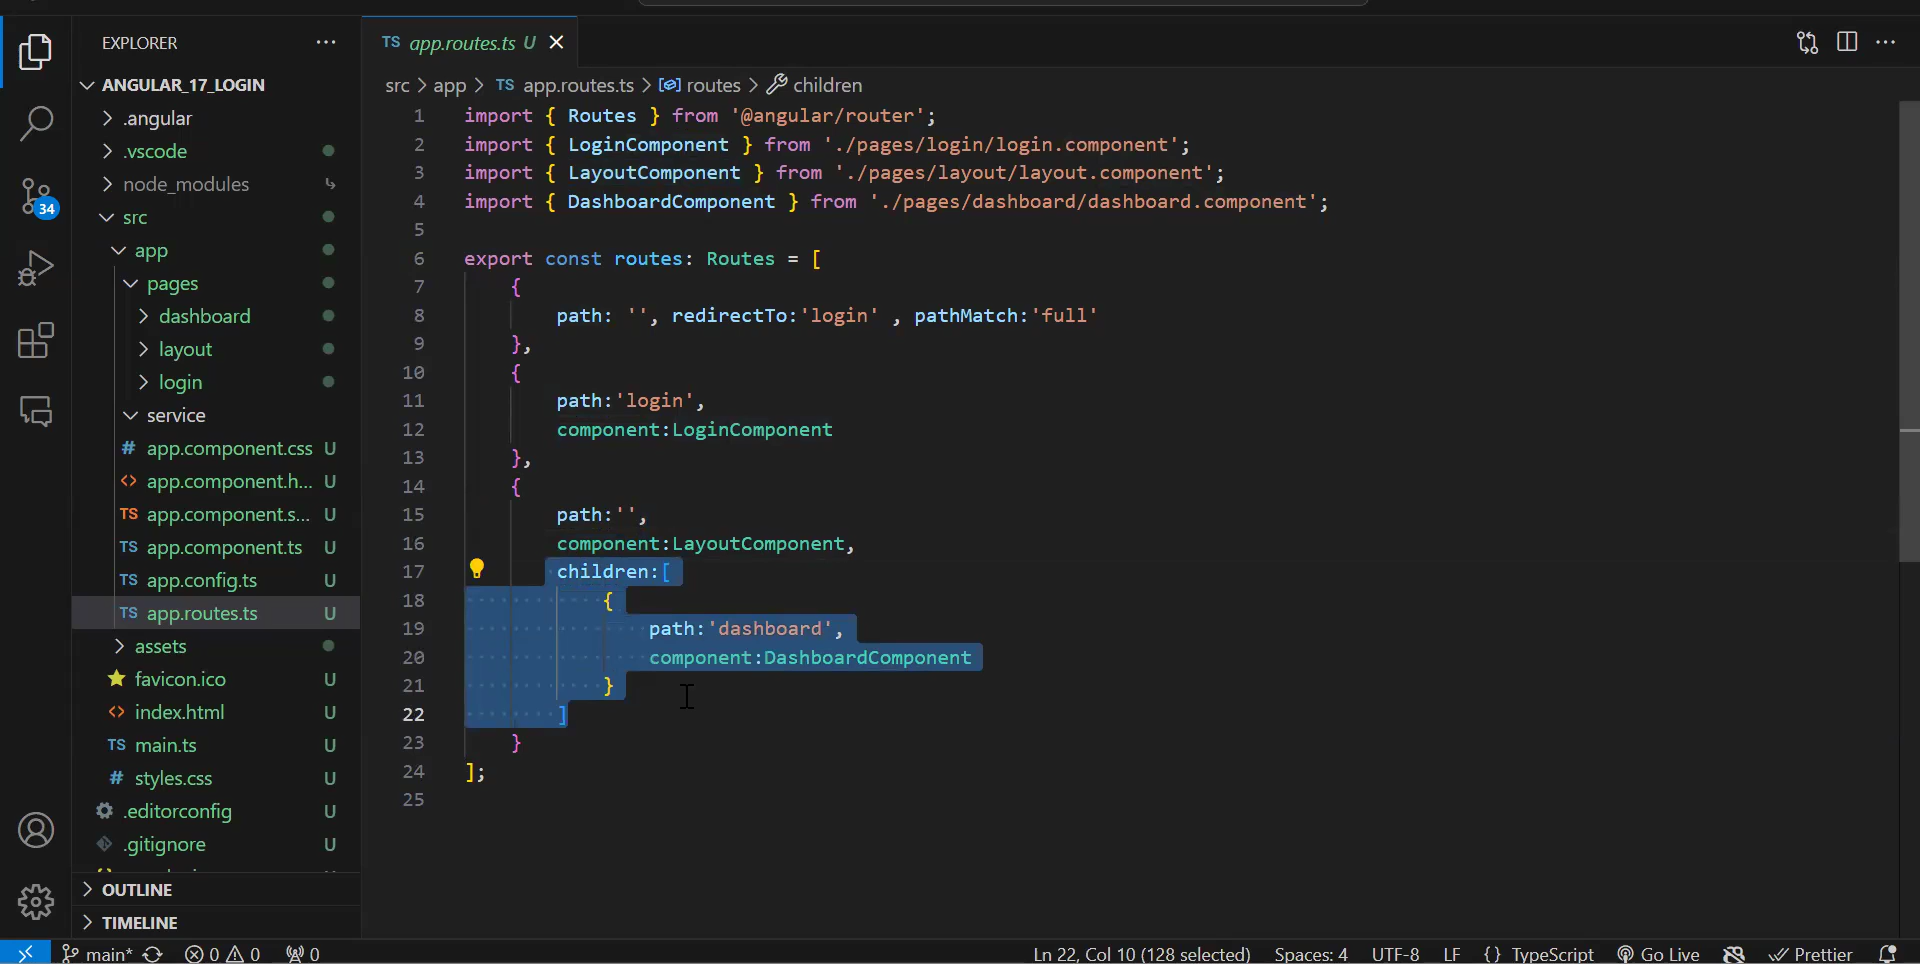 EXPLORER
ANGULAR_17_LOGIN
.angular
.vscode
node_modules
src
app
pages
dashboard
layout
login
service
# app.component.css U
<> app.component.h... U
TS app.component.s... U
TS app.component.ts U
TS app.config.ts U
TS app.routes.ts U
assets
favicon.ico U
<> index.html U
TS main.ts U
# styles.css U
.editorconfig U
.gitignore U
OUTLINE
TIMELINE
34
TS app.routes.ts U
src > app > TS app.routes.ts > routes > children
1 import { Routes } from '@angular/router';
2 import { LoginComponent } from './pages/login/login.component';
3 import { LayoutComponent } from './pages/layout/layout.component';
4 import { DashboardComponent } from './pages/dashboard/dashboard.component';
5
6 export const routes: Routes = [
7 {
8 path: '', redirectTo:'login' , pathMatch:'full'
9 },
10 {
11 path:'login',
12 component:LoginComponent
13 },
14 {
15 path:'',
16 component:LayoutComponent,
17 children:[
18 {
19 path:'dashboard',
20 component:DashboardComponent
21 }
22 ]
23 }
24 ];
25
main* 0 0 0 Ln 22, Col 10 (128 selected) Spaces: 4 UTF-8 LF {} TypeScript Go Live Prettier